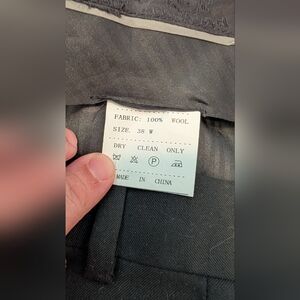 FABRIC: 100% WOOL
SIZE. 38 W
DRY CLEAN ONLY
P
MADE IN CHINA